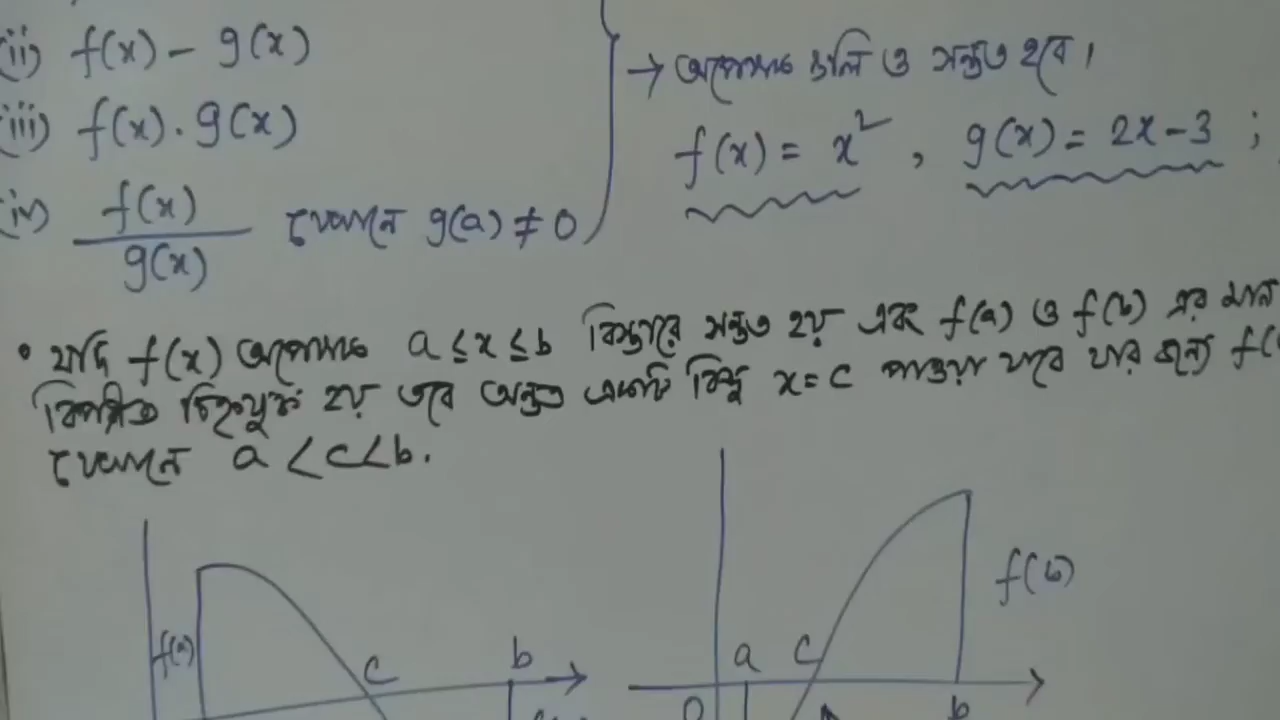 (ii) f(x) - g(x)
(iii) f(x) . g(x)
(iv) f(x) / g(x) যেখানে g(a) ≠ 0
→ অপেক্ষক গুলি ও সন্তত হবে।
f(x) = x², g(x) = 2x-3 ;
• যদি f(x) অপেক্ষক a ≤ x ≤ b বিস্তারে সন্তত হয় এবং f(a) ও f(b) এর মান
বিপরীত চিহ্নযুক্ত হয় তবে অন্তত একটি বিন্দু x = c পাওয়া যাবে যার জন্য f(
যেখানে a < c < b.
f(a)
c
b
a
c
f(b)
0
b